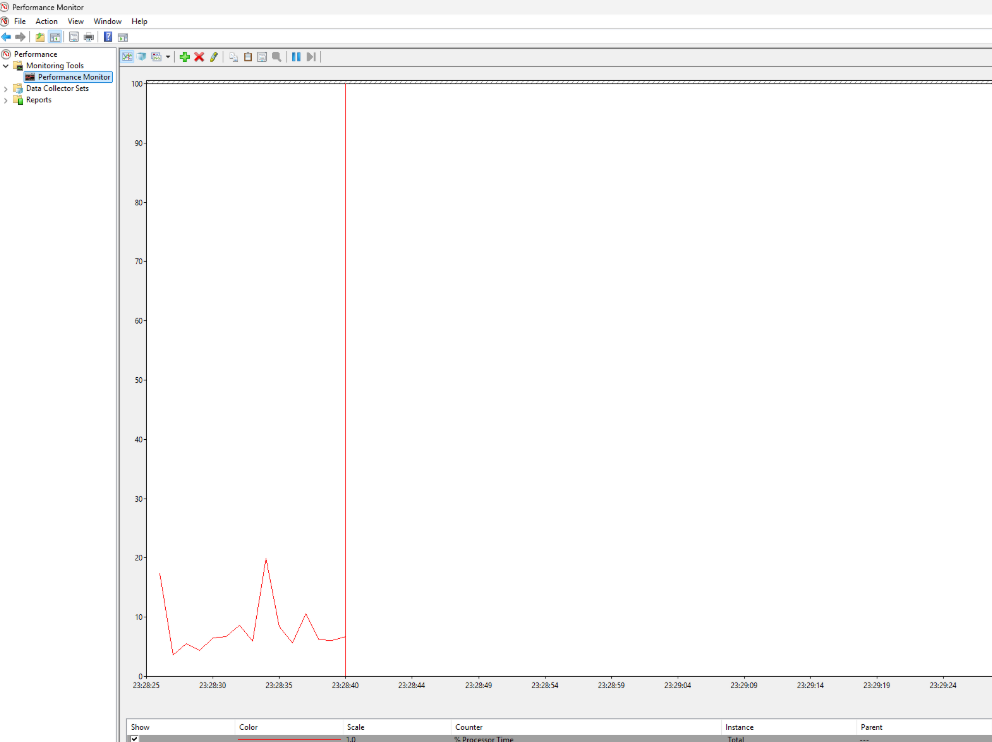 Performance Monitor
File Action View Window Help
Performance
Monitoring Tools
Performance Monitor
Data Collector Sets
Reports
100
90
80
70
60
50
40
30
20
10
0
23:28:25 23:28:30 23:28:35 23:28:40 23:28:44 23:28:49 23:28:54 23:28:59 23:29:04 23:29:09 23:29:14 23:29:19 23:29:24
Show Color Scale Counter Instance Parent
1.0 % Processor Time _Total ---